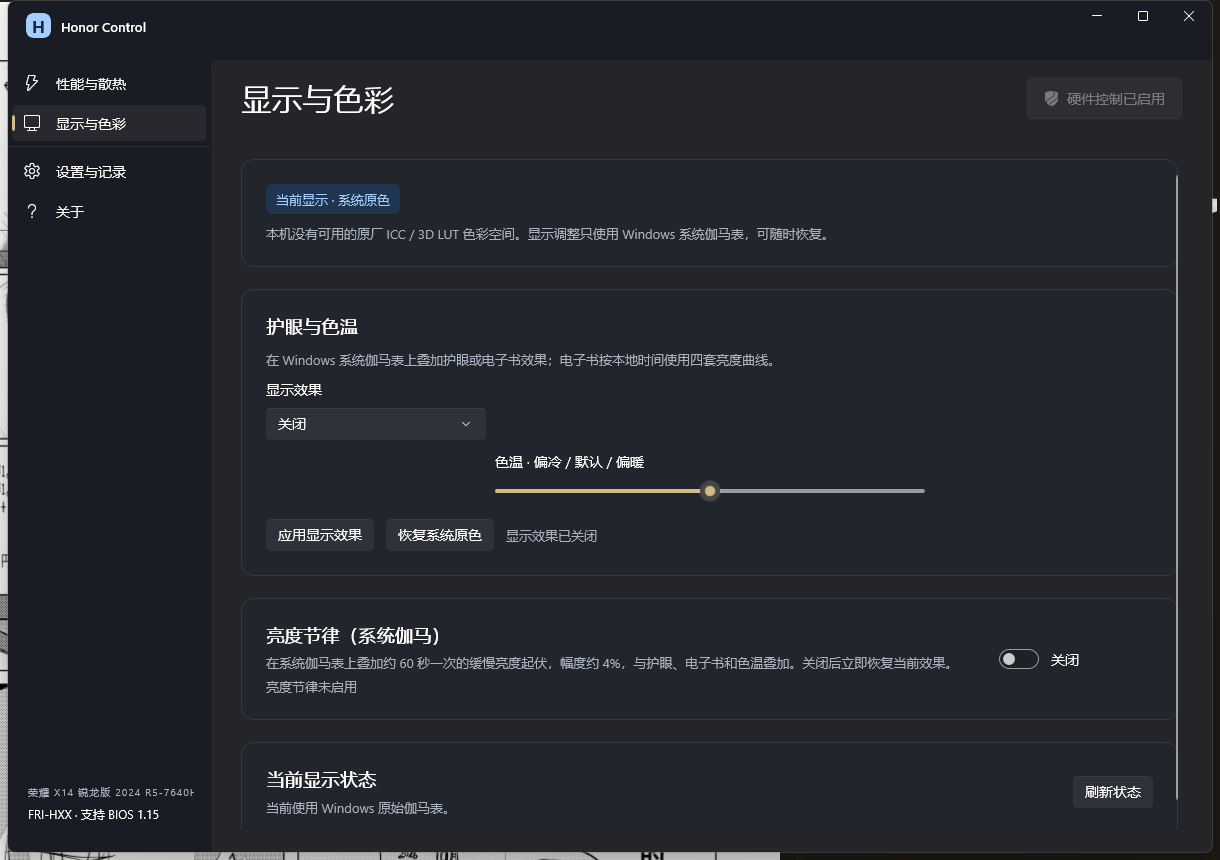 H Honor Control
性能与散热
显示与色彩
设置与记录
关于
显示与色彩
硬件控制已启用
当前显示 · 系统原色
本机没有可用的原厂 ICC / 3D LUT 色彩空间。显示调整只使用 Windows 系统伽马表，可随时恢复。
护眼与色温
在 Windows 系统伽马表上叠加护眼或电子书效果；电子书按本地时间使用四套亮度曲线。
显示效果
关闭
色温 · 偏冷 / 默认 / 偏暖
应用显示效果
恢复系统原色
显示效果已关闭
亮度节律（系统伽马）
在系统伽马表上叠加约 60 秒一次的缓慢亮度起伏，幅度约 4%，与护眼、电子书和色温叠加。关闭后立即恢复当前效果。
亮度节律未启用
关闭
当前显示状态
当前使用 Windows 原始伽马表。
刷新状态
荣耀 X14 锐龙版 2024 R5-7640H
FRI-HXX · 支持 BIOS 1.15